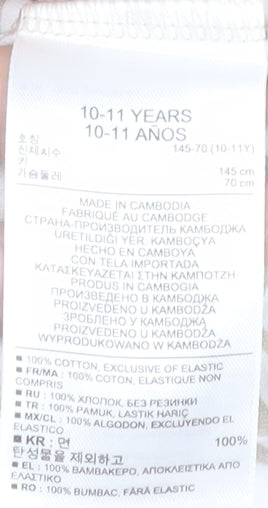 10-11 YEARS
10-11 AÑOS
호칭
신체치수 145-70 (10-11Y)
키 145 cm
가슴둘레 70 cm
MADE IN CAMBODIA
FABRIQUÉ AU CAMBODGE
СТРАНА-ПРОИЗВОДИТЕЛЬ КАМБОДЖА
ÜRETİLDİĞİ YER: KAMBOÇYA
HECHO EN CAMBOYA
CON TELA IMPORTADA
ΚΑΤΑΣΚΕΥΑΖΕΤΑΙ ΣΤΗΝ ΚΑΜΠΟΤΖΗ
PRODUS IN CAMBOGIA
ПРОИЗВЕДЕНО В КАМБОДЖА
PROIZVEDENO U KAMBODŽA
ЗРОБЛЕНО У КАМБОДЖА
PROIZVEDENO U KAMBODŽA
WYPRODUKOWANO W KAMBODŻA
■ 100% COTTON, EXCLUSIVE OF ELASTIC
■ FR/MA : 100% COTON, ELASTIQUE NON
COMPRIS
■ RU : 100% ХЛОПОК, БЕЗ РЕЗИНКИ
■ TR : 100% PAMUK, LASTIK HARIÇ
■ MX/CL : 100% ALGODON, EXCLUYENDO EL
ELASTICO
■ KR : 면 100%
탄성물을 제외하고
■ EL : 100% ΒΑΜΒΑΚΕΡΟ, ΑΠΟΚΛΕΙΣΤΙΚΑ ΑΠΟ
ΕΛΑΣΤΙΚΟ
■ RO : 100% BUMBAC, FĂRĂ ELASTIC